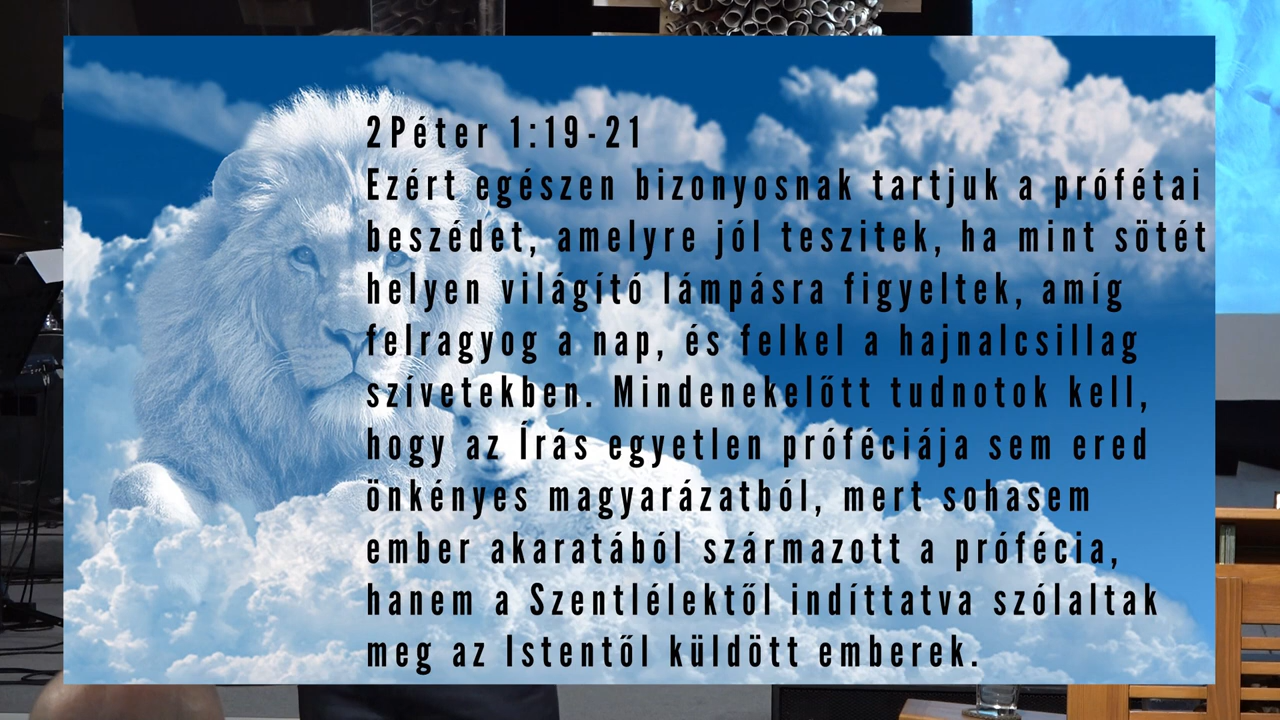 2Péter 1:19-21
Ezért egészen bizonyosnak tartjuk a prófétai
beszédet, amelyre jól teszitek, ha mint sötét
helyen világító lámpásra figyeltek, amíg
felragyog a nap, és felkel a hajnalcsillag
szívetekben. Mindenekelőtt tudnotok kell,
hogy az Írás egyetlen próféciája sem ered
önkényes magyarázatból, mert sohasem
ember akaratából származott a prófécia,
hanem a Szentlélektől indíttatva szólaltak
meg az Istentől küldött emberek.